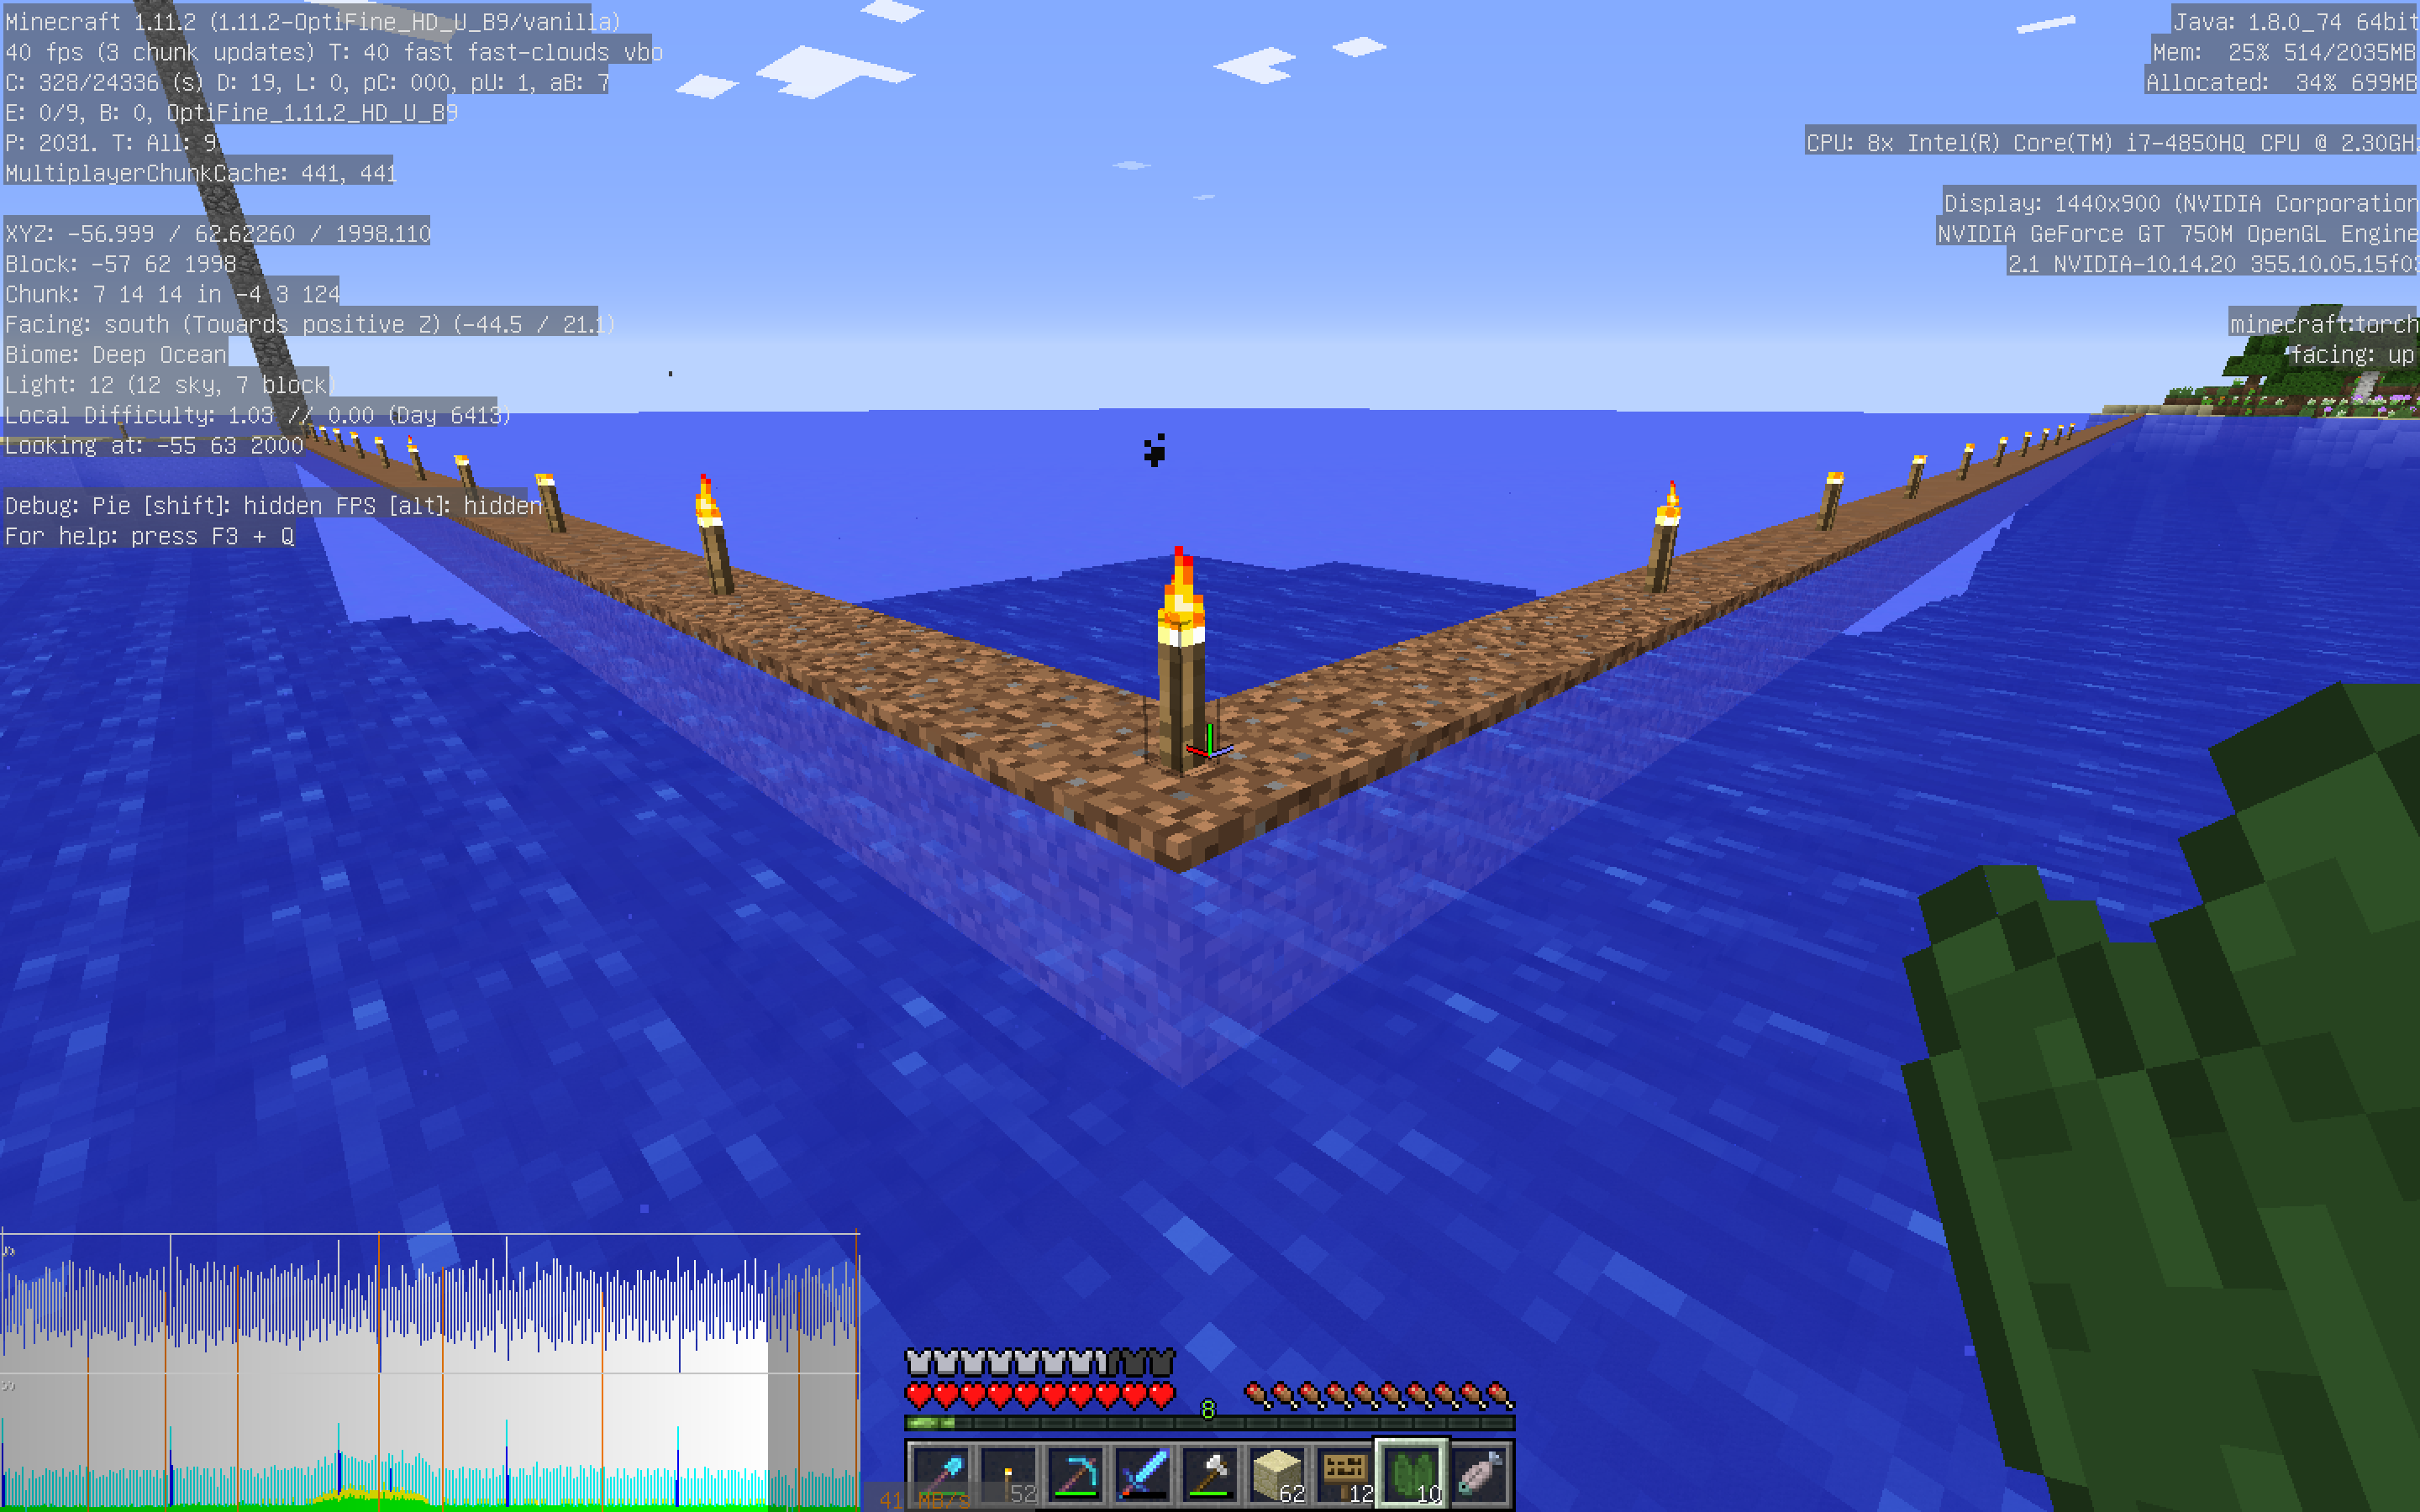 Minecraft 1.11.2 (1.11.2-OptiFine_HD_U_B9/vanilla)
40 fps (3 chunk updates) T: 40 fast fast-clouds vbo
C: 328/24336 (s) D: 19, L: 0, pC: 000, pU: 1, aB: 7
E: 0/9, B: 0, OptiFine_1.11.2_HD_U_B9
P: 2031. T: All: 9
MultiplayerChunkCache: 441, 441
XYZ: -56.999 / 62.62260 / 1998.110
Block: -57 62 1998
Chunk: 7 14 14 in -4 3 124
Facing: south (Towards positive Z) (-44.5 / 21.1)
Biome: Deep Ocean
Light: 12 (12 sky, 7 block)
Local Difficulty: 1.03 // 0.00 (Day 6413)
Looking at: -55 63 2000
Debug: Pie [shift]: hidden FPS [alt]: hidden
For help: press F3 + Q
Java: 1.8.0_74 64bit
Mem: 25% 514/2035MB
Allocated: 34% 699MB
CPU: 8x Intel(R) Core(TM) i7-4850HQ CPU @ 2.30GHz
Display: 1440x900 (NVIDIA Corporation
NVIDIA GeForce GT 750M OpenGL Engine
2.1 NVIDIA-10.14.20 355.10.05.15f03
minecraft:torch
facing: up
8
41 MB/s
52
62
12
10